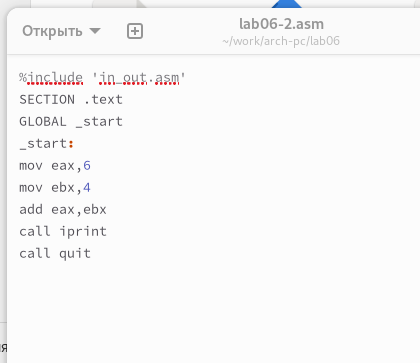 Открыть
lab06-2.asm
~/work/arch-pc/lab06
%include 'in_out.asm'
SECTION .text
GLOBAL _start
_start:
mov eax,6
mov ebx,4
add eax,ebx
call iprint
call quit